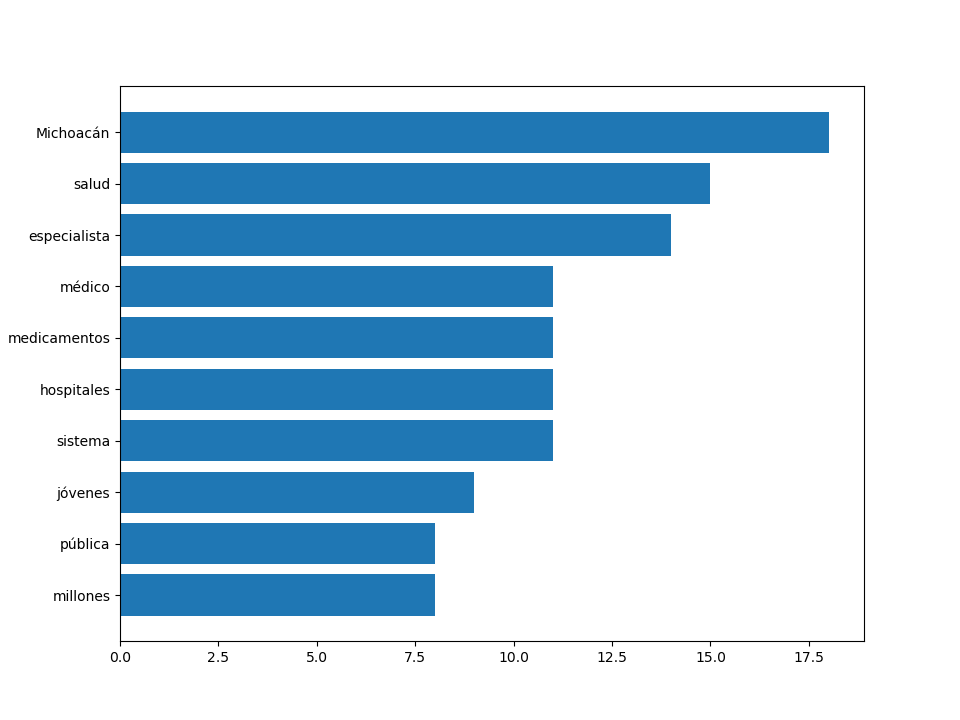 Michoacán
salud
especialista
médico
medicamentos
hospitales
sistema
jóvenes
pública
millones
0.0 2.5 5.0 7.5 10.0 12.5 15.0 17.5